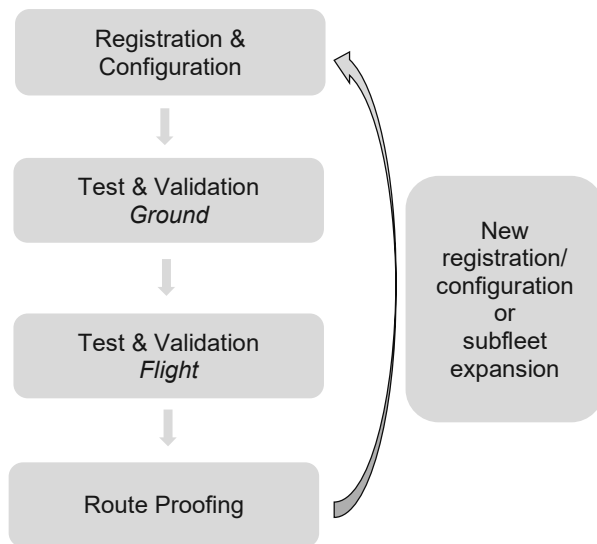 Registration &
Configuration
Test & Validation
Ground
Test & Validation
Flight
Route Proofing
New
registration/
configuration
or
subfleet
expansion